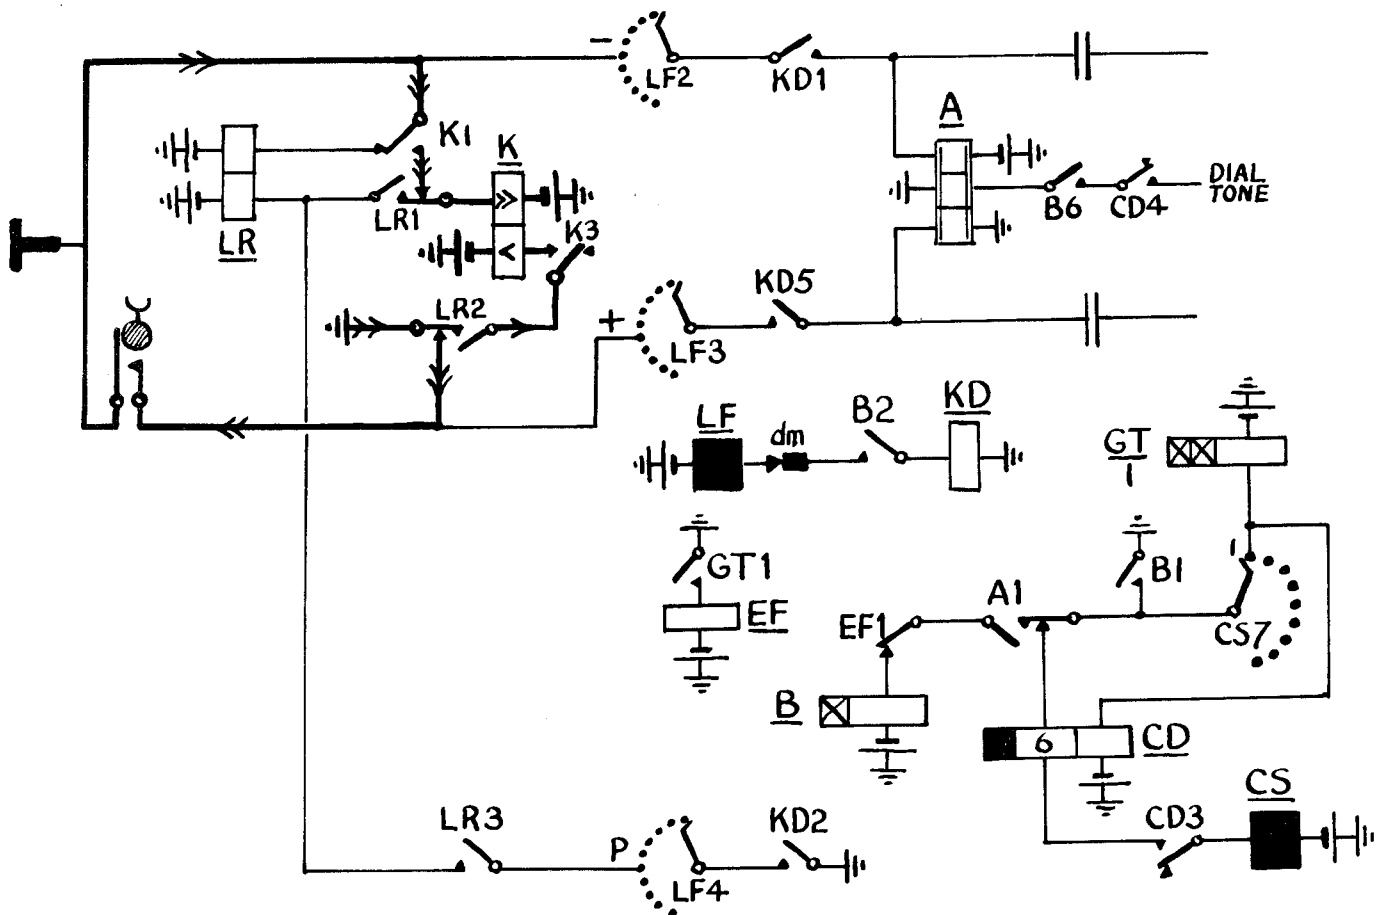 −
LF2
KD1
A
K1
K
LR1
LR
K3
B6
CD4
DIAL
TONE
LR2
KD5
+
LF3
LF
dm
B2
KD
GT
1
GT1
EF
EF1
A1
B1
1
CS7
B
6
CD
CD3
CS
LR3
P
LF4
KD2